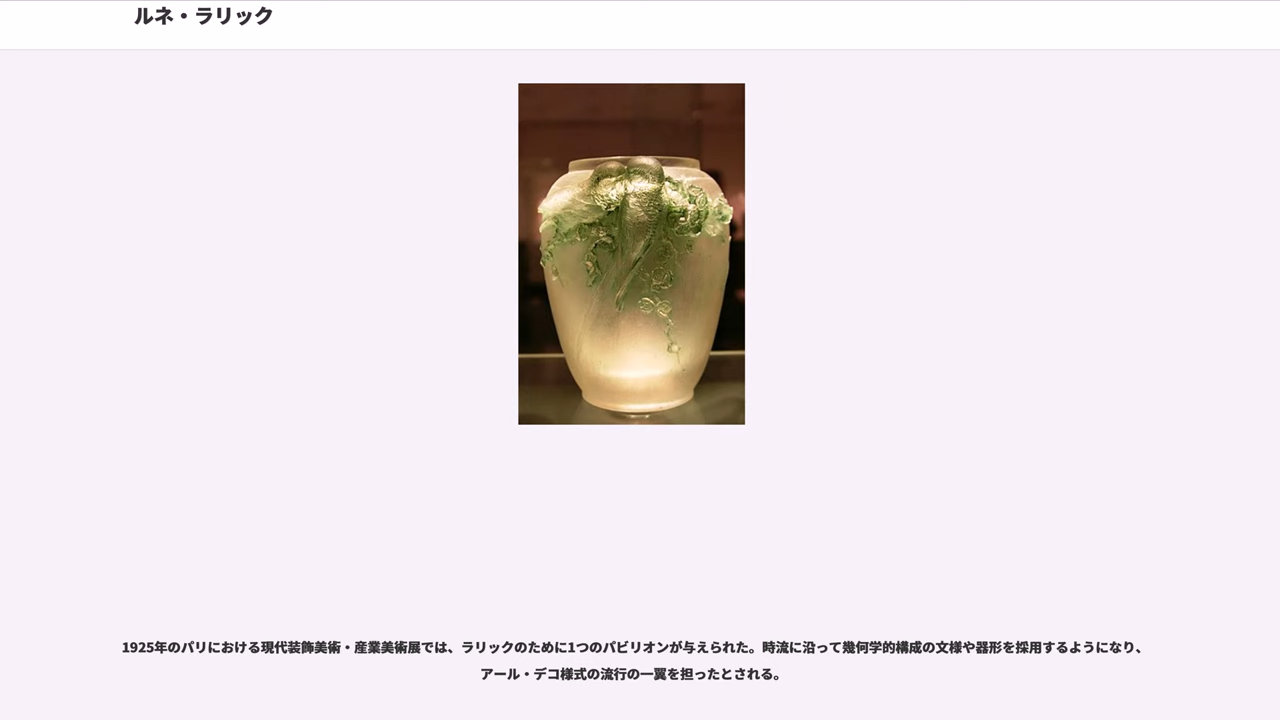 ルネ・ラリック
1925年のパリにおける現代装飾美術・産業美術展では、ラリックのために1つのパビリオンが与えられた。時流に沿って幾何学的構成の文様や器形を採用するようになり、
アール・デコ様式の流行の一翼を担ったとされる。